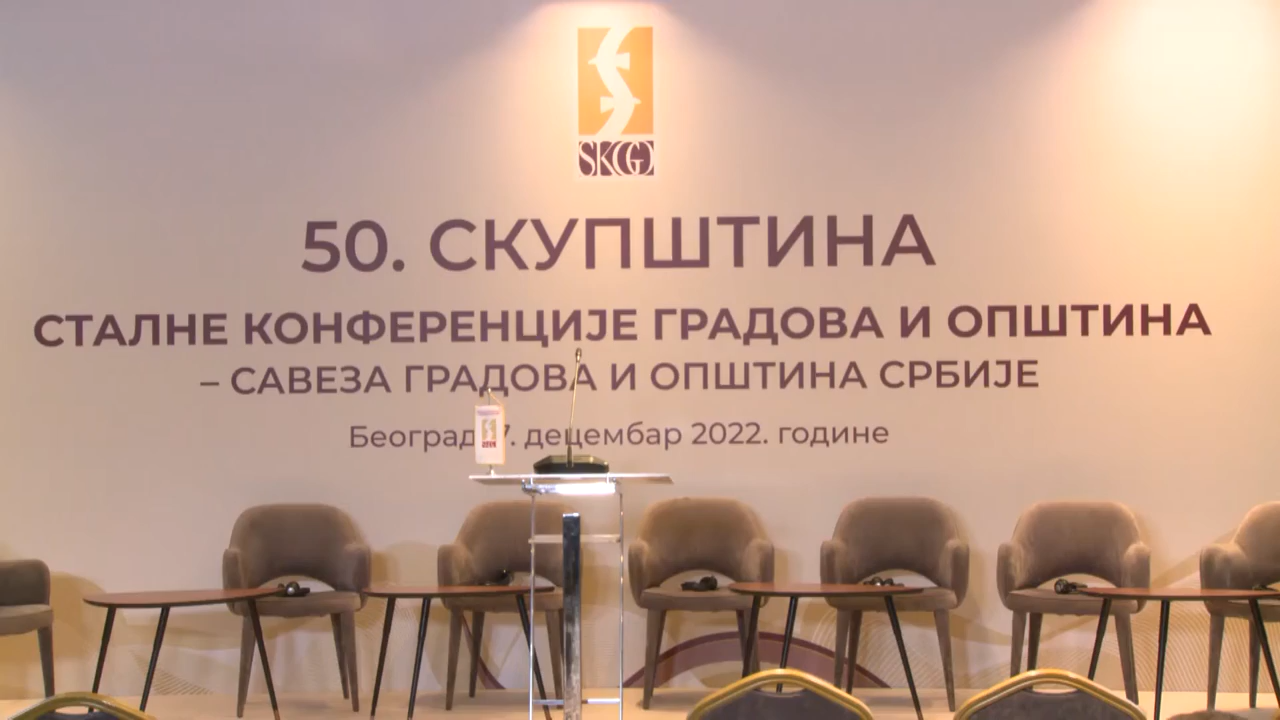 SKGO
50. СКУПШТИНА
СТАЛНЕ КОНФЕРЕНЦИЈЕ ГРАДОВА И ОПШТИНА
– САВЕЗА ГРАДОВА И ОПШТИНА СРБИЈЕ
Београд 7. децембар 2022. године